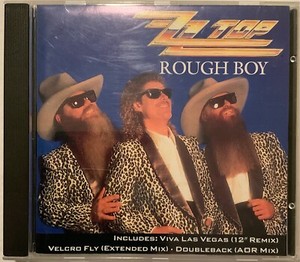 ZZ TOP
ROUGH BOY
INCLUDES: VIVA LAS VEGAS (12" REMIX)
VELCRO FLY (EXTENDED MIX) · DOUBLEBACK (AOR MIX)